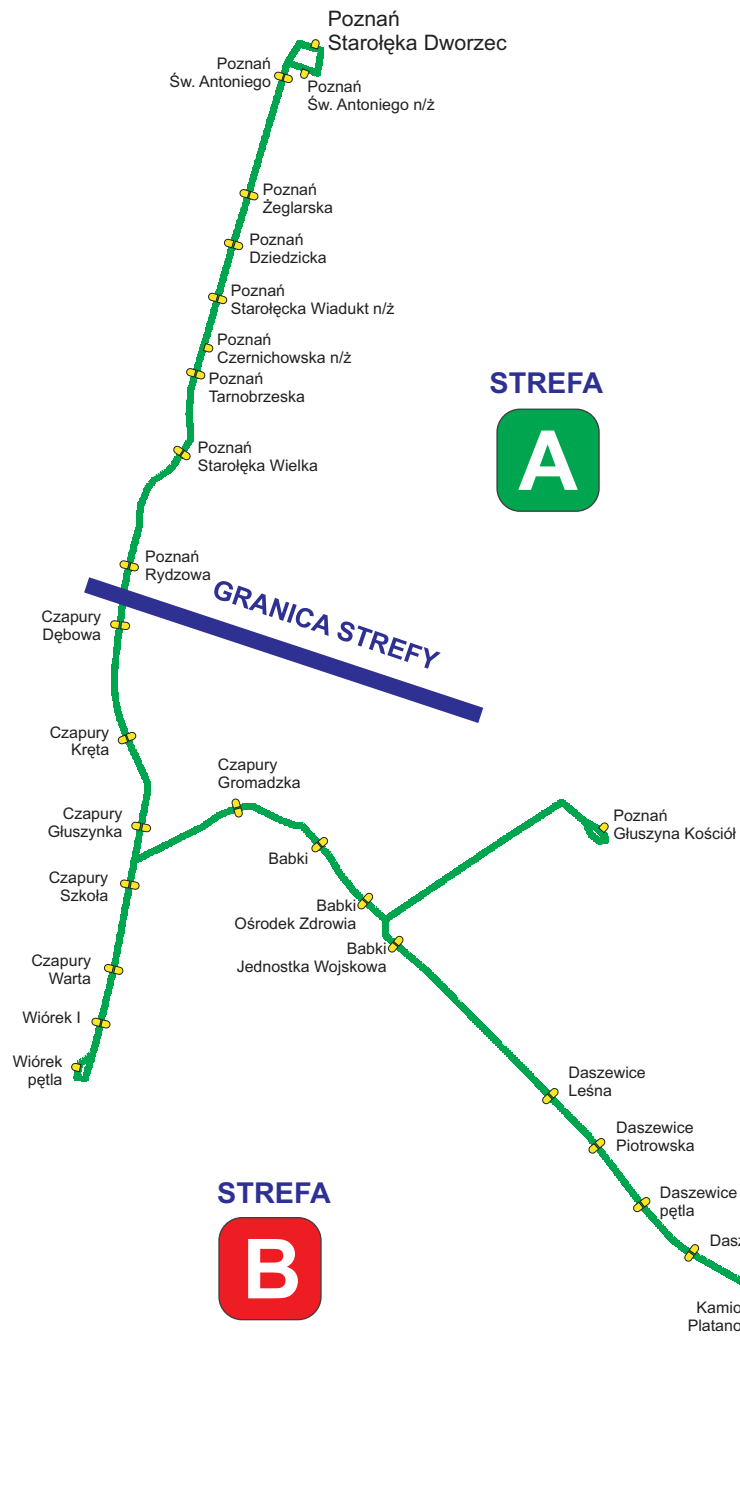 Poznań
Starołęka Dworzec
Poznań
Św. Antoniego
Poznań
Św. Antoniego n/ż
Poznań
Żeglarska
Poznań
Dziedzicka
Poznań
Starołęcka Wiadukt n/ż
Poznań
Czernichowska n/ż
Poznań
Tarnobrzeska
STREFA
A
Poznań
Starołęka Wielka
Poznań
Rydzowa
GRANICA STREFY
Czapury
Dębowa
Czapury
Kręta
Czapury
Gromadzka
Czapury
Głuszynka
Poznań
Głuszyna Kościół
Babki
Czapury
Szkoła
Babki
Ośrodek Zdrowia
Babki
Jednostka Wojskowa
Czapury
Warta
Wiórek I
Wiórek
pętla
Daszewice
Leśna
Daszewice
Piotrowska
STREFA
B
Daszewice
pętla
Dasz
Kamio
Platano